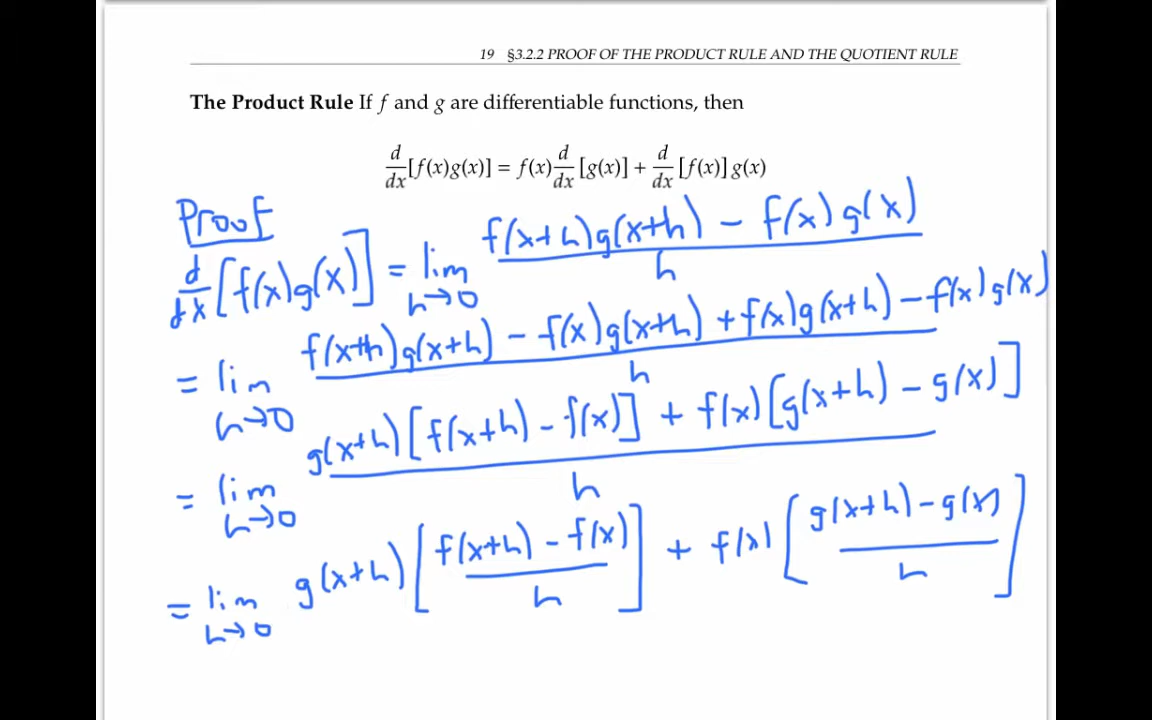 19 §3.2.2 PROOF OF THE PRODUCT RULE AND THE QUOTIENT RULE
The Product Rule If f and g are differentiable functions, then
d/dx [f(x)g(x)] = f(x) d/dx [g(x)] + d/dx [f(x)] g(x)
Proof
d/dx [f(x)g(x)] = lim h→0 f(x+h)g(x+h) − f(x)g(x) / h
= lim h→0 f(x+h)g(x+h) − f(x)g(x+h) + f(x)g(x+h) − f(x)g(x) / h
= lim h→0 g(x+h)[f(x+h) − f(x)] + f(x)[g(x+h) − g(x)] / h
= lim h→0 g(x+h) [f(x+h) − f(x) / h] + f(x) [g(x+h) − g(x) / h]